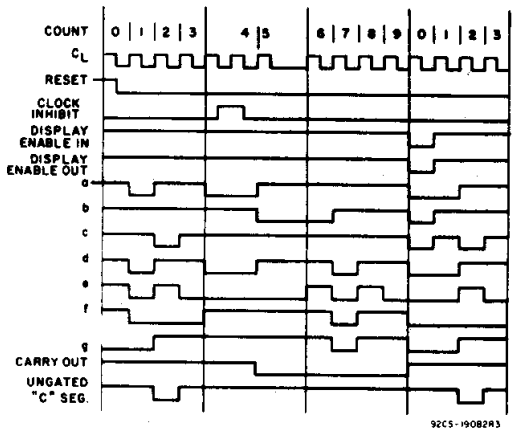 COUNT 0 | 1 | 2 | 3 | 4 | 5 | 6 | 7 | 8 | 9 | 0 | 1 | 2 | 3
CL
RESET
CLOCK
INHIBIT
DISPLAY
ENABLE IN
DISPLAY
ENABLE OUT
a
b
c
d
e
f
g
CARRY OUT
UNGATED
"C" SEG.
92CS-19082R3